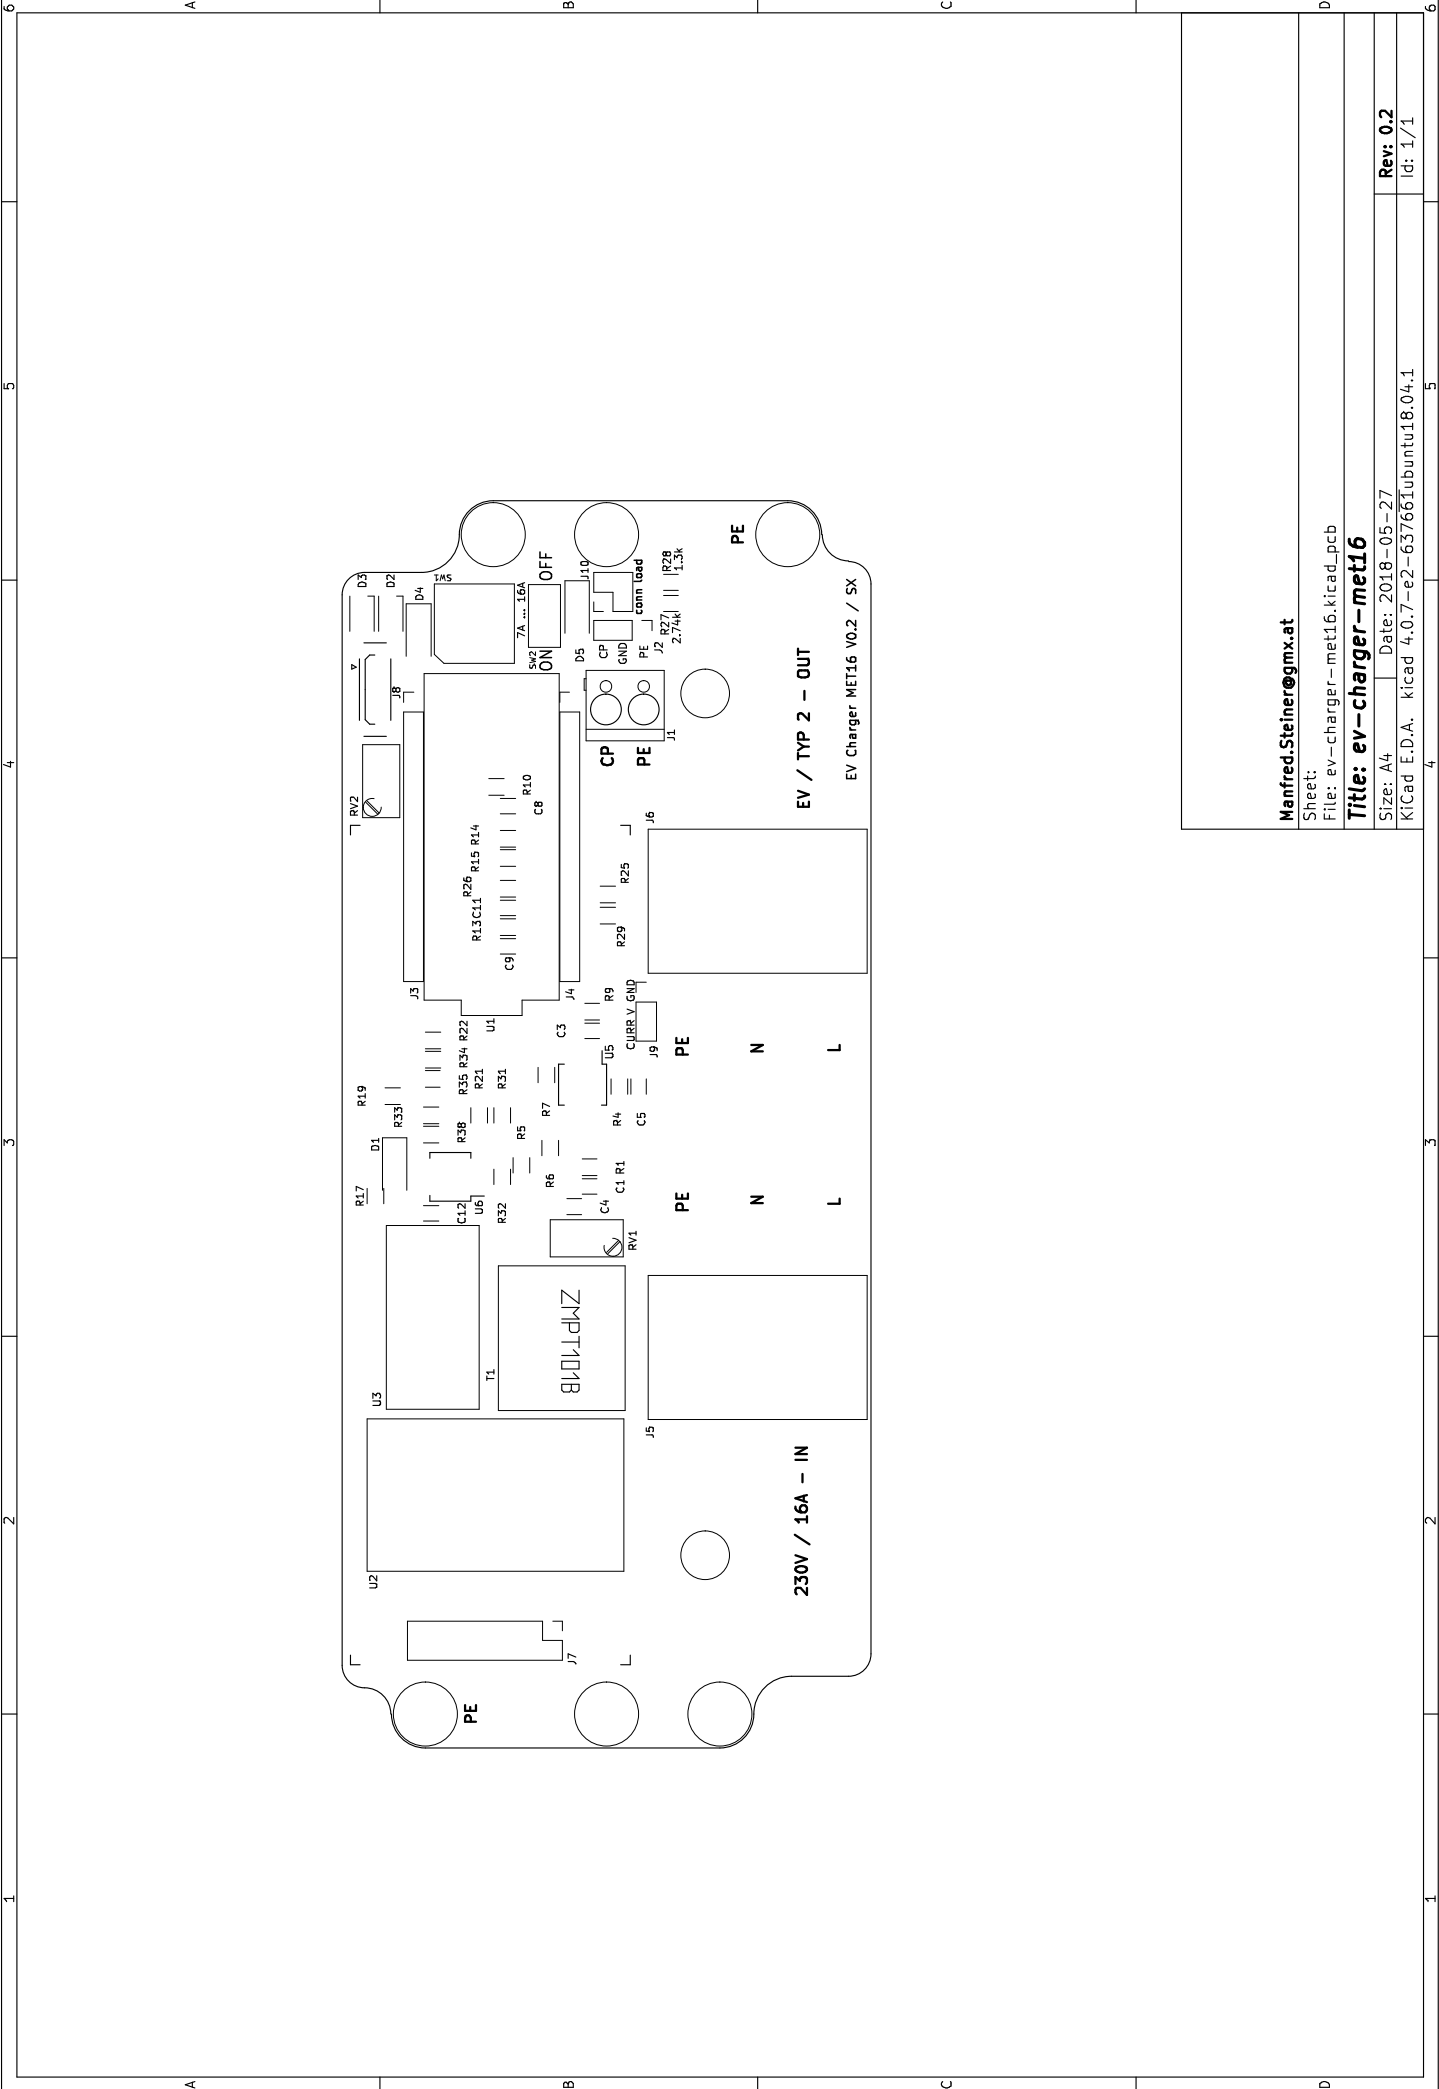 6
5
4
3
2
1
A
B
C
D
A
B
C
D
6
5
4
3
2
1
D3
D2
D4
SW1
7A ... 16A
OFF
SW2
ON
J10
conn load
D5
CP
GND
PE
J2
R27
2.74k
R28
1.3k
PE
J8
RV2
J1
CP
PE
EV / TYP 2 - OUT
EV Charger MET16 V0.2 / SX
R10
C8
R14
R15
R26
C11
R13
C9
J3
J4
U1
R25
R29
J6
R22
R34
R35
R21
R31
R19
R33
R38
C3
R9
CURR V GND
J9
U5
R7
R4
C5
R5
R6
R1
C1
C4
RV1
D1
R17
C12
U6
R32
PE
N
L
PE
N
L
U3
T1
ZMPT101B
J5
U2
J7
230V / 16A - IN
PE
Manfred.Steiner@gmx.at
Sheet:
File: ev-charger-met16.kicad_pcb
Title: ev-charger-met16
Size: A4
Date: 2018-05-27
Rev: 0.2
KiCad E.D.A. kicad 4.0.7-e2-6376~61~ubuntu18.04.1
Id: 1/1